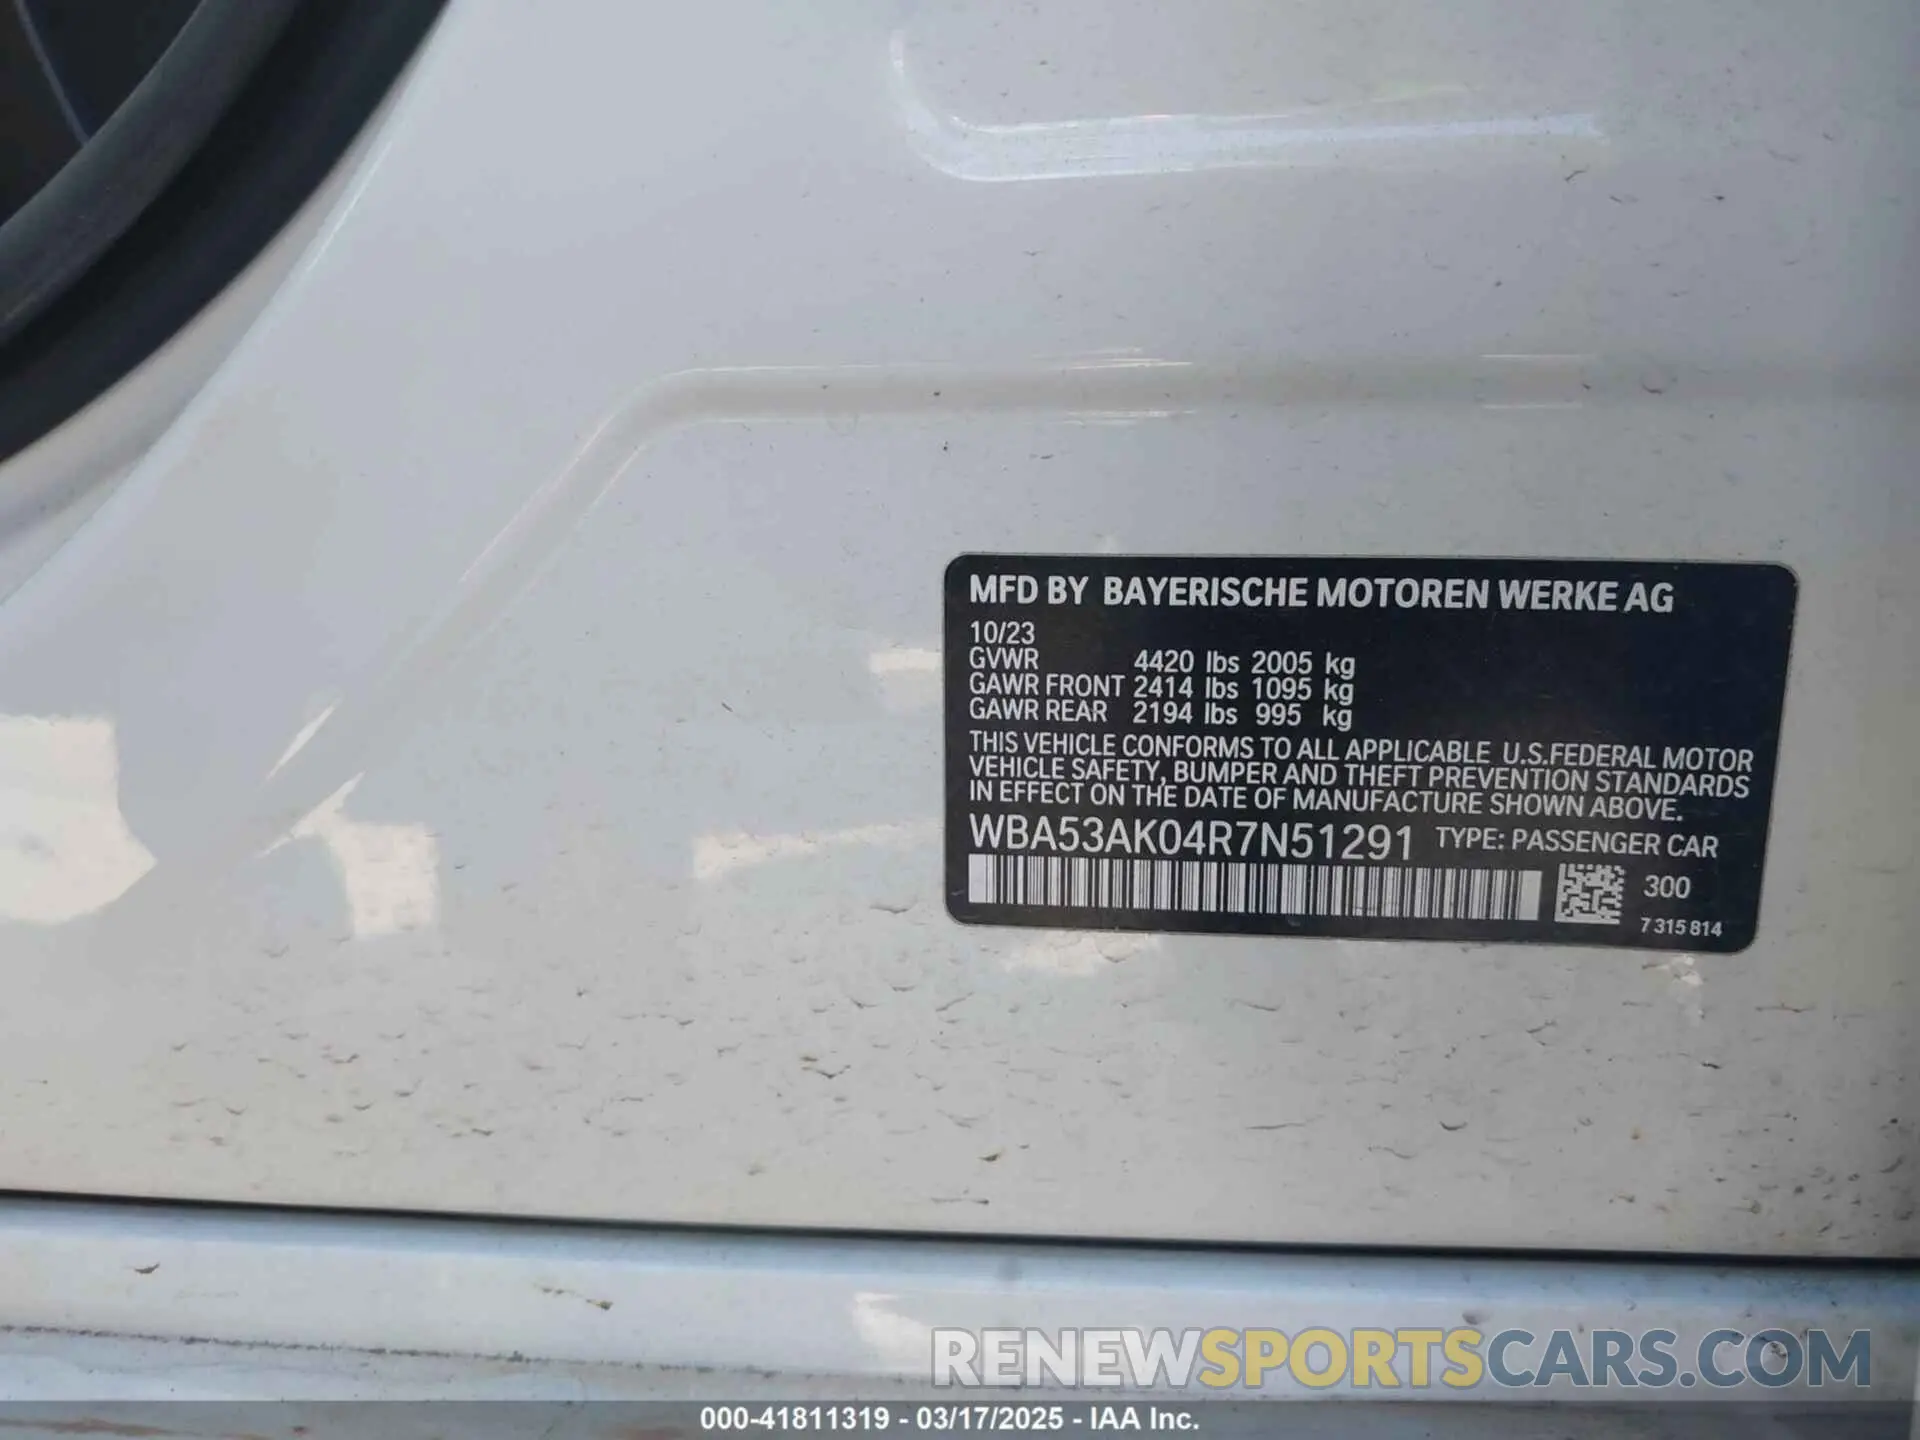 MFD BY BAYERISCHE MOTOREN WERKE AG
10/23
GVWR 4420 lbs 2005 kg
GAWR FRONT 2414 lbs 1095 kg
GAWR REAR 2194 lbs 995 kg
THIS VEHICLE CONFORMS TO ALL APPLICABLE U.S.FEDERAL MOTOR
VEHICLE SAFETY, BUMPER AND THEFT PREVENTION STANDARDS
IN EFFECT ON THE DATE OF MANUFACTURE SHOWN ABOVE.
WBA53AK04R7N51291 TYPE: PASSENGER CAR
300
7 315 814
RENEWSPORTSCARS.COM
000-41811319 - 03/17/2025 - IAA Inc.